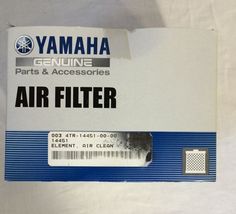 YAMAHA
GENUINE
Parts & Accessories
AIR FILTER
003 4TR-14451-00-00
14451
ELEMENT, AIR CLEAN